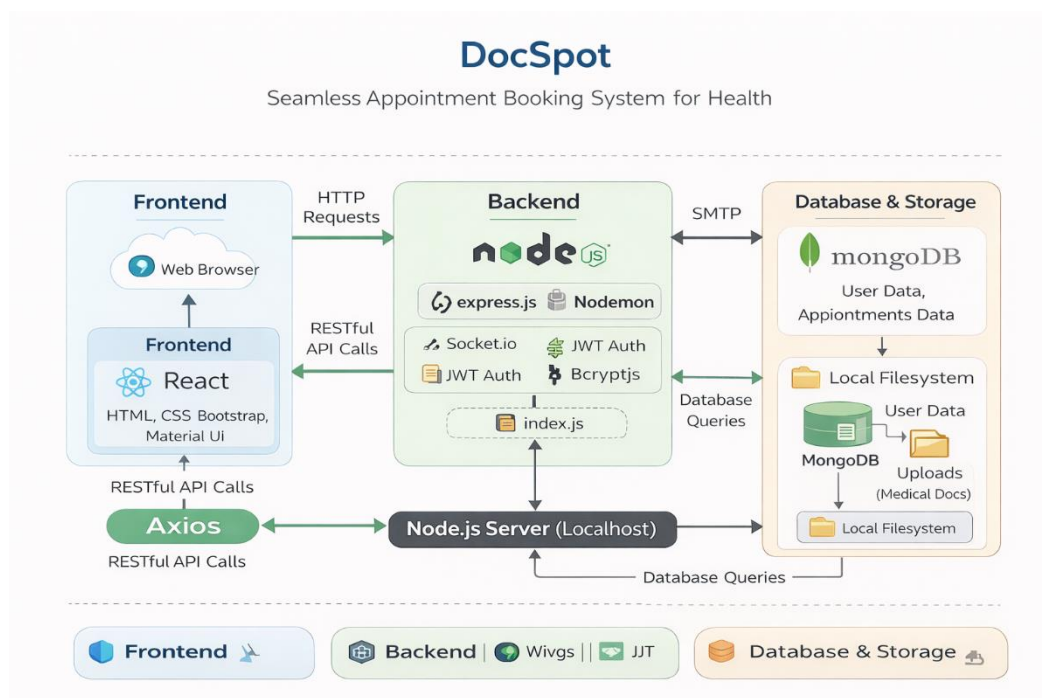 DocSpot
Seamless Appointment Booking System for Health
Frontend
Web Browser
Frontend
React
HTML, CSS Bootstrap,
Material Ui
RESTful API Calls
Axios
RESTful API Calls
HTTP
Requests
RESTful
API Calls
Backend
node
JS
express.js
Nodemon
Socket.io
JWT Auth
JWT Auth
Bcryptjs
index.js
Node.js Server (Localhost)
SMTP
Database
Queries
Database Queries
Database & Storage
mongoDB
User Data,
Appiontments Data
Local Filesystem
User Data
MongoDB
Uploads
(Medical Docs)
Local Filesystem
Frontend
Backend | Wivgs || JJT
Database & Storage